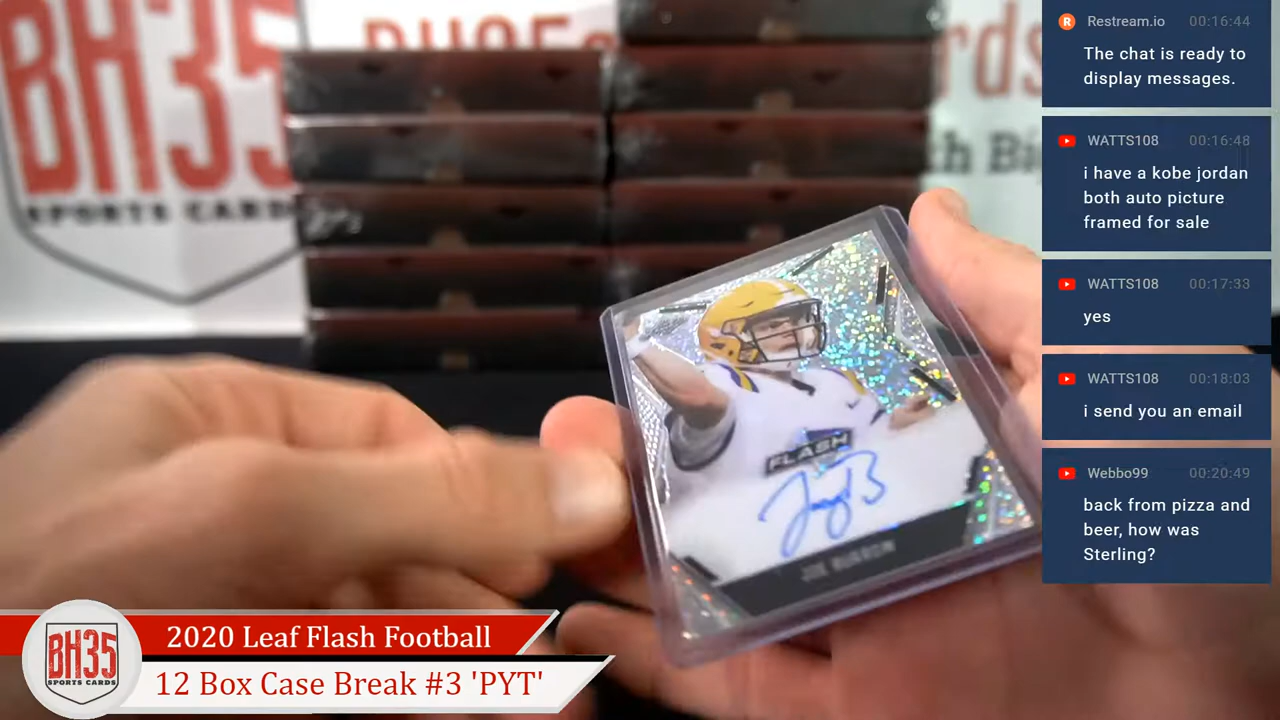 BH35
SPORTS CARDS
BH35
rds
h Bi
FLASH
JOE BURROW
2020 Leaf Flash Football
12 Box Case Break #3 'PYT'
BH35
SPORTS CARDS
Restream.io 00:16:44
The chat is ready to
display messages.
WATTS108 00:16:48
i have a kobe jordan
both auto picture
framed for sale
WATTS108 00:17:33
yes
WATTS108 00:18:03
i send you an email
Webbo99 00:20:49
back from pizza and
beer, how was
Sterling?